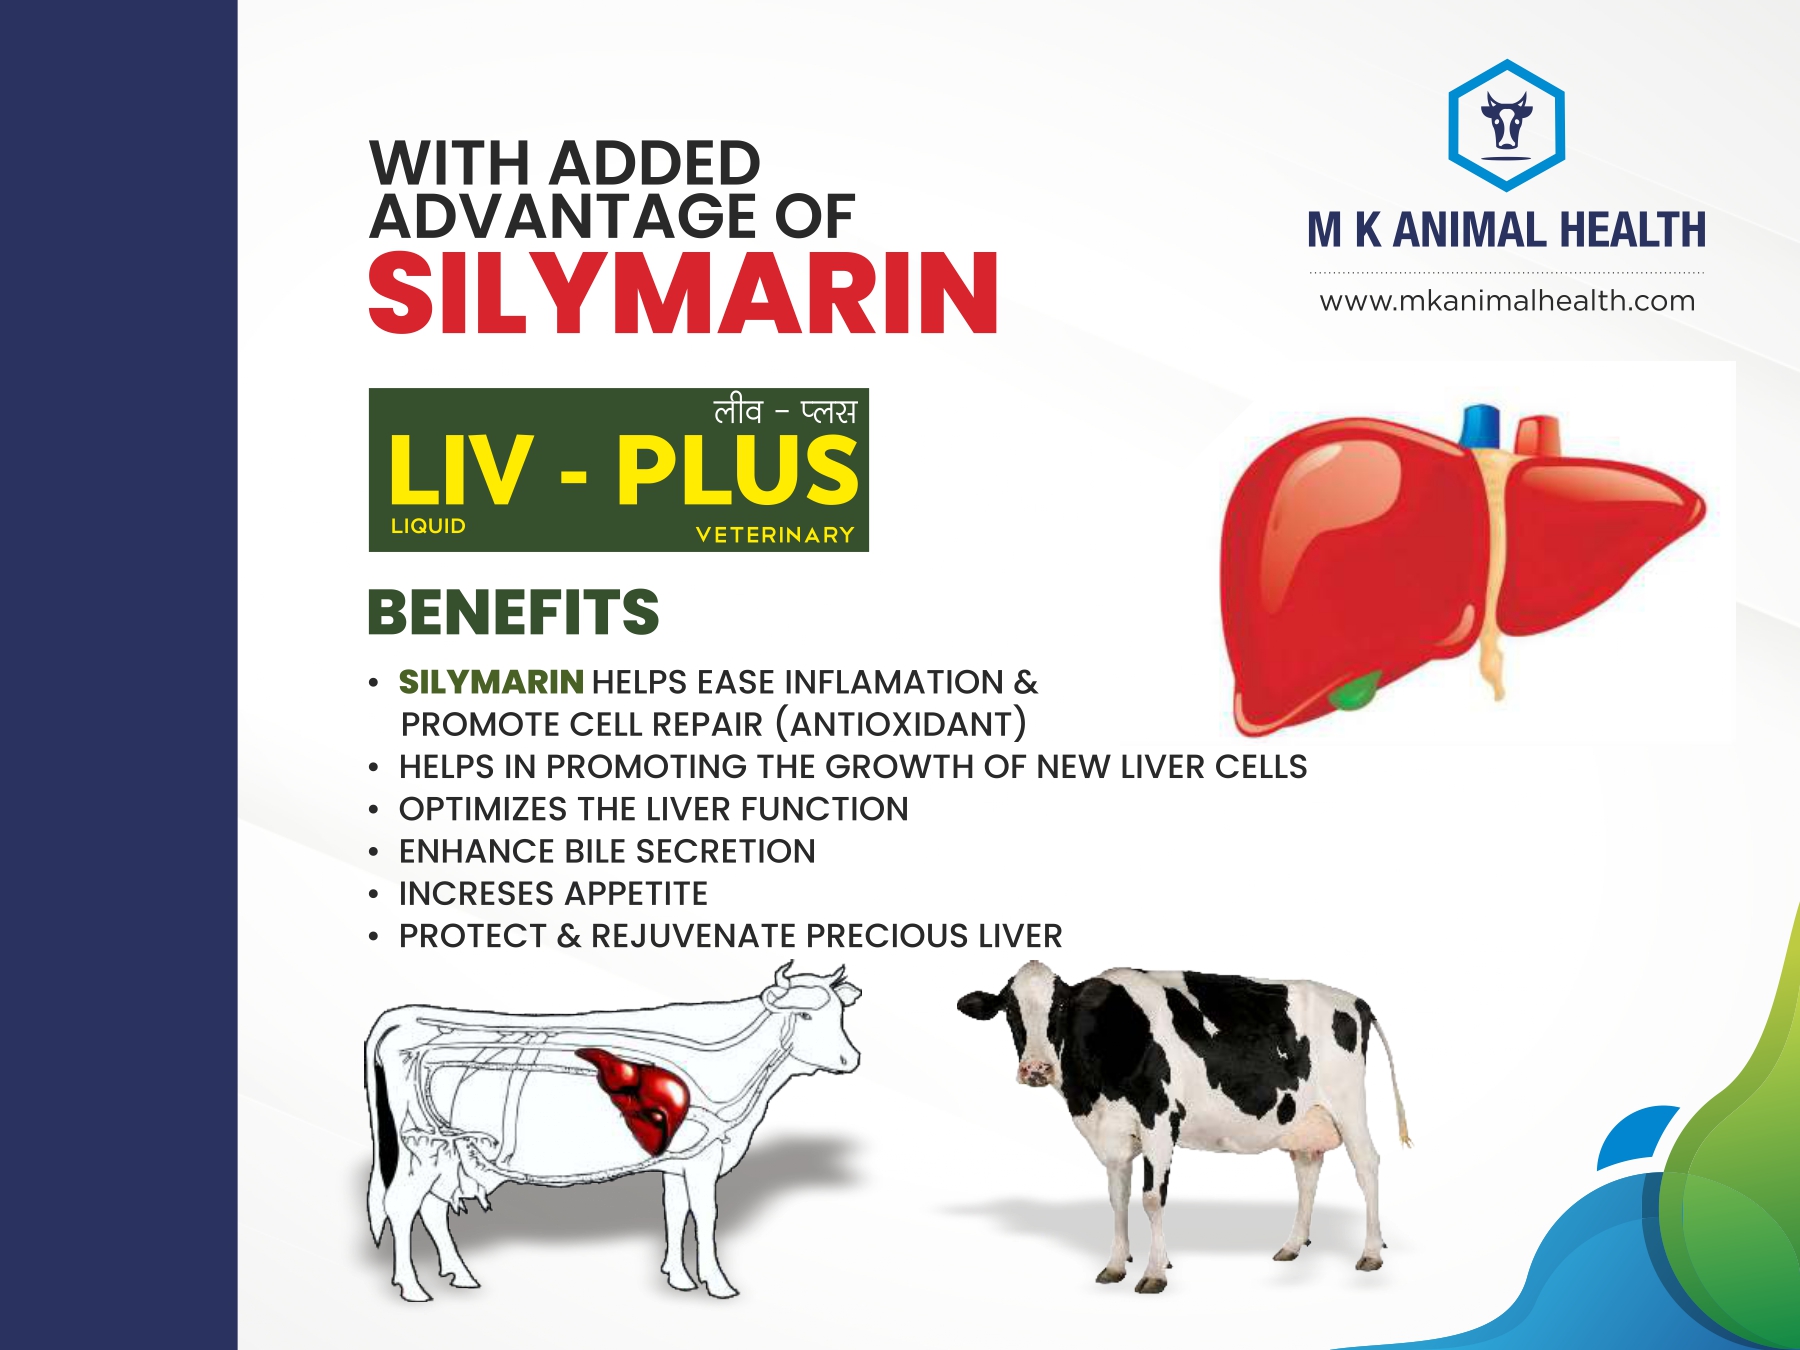 WITH ADDED
ADVANTAGE OF
SILYMARIN
M K ANIMAL HEALTH
www.mkanimalhealth.com
लीव - प्लस
LIV - PLUS
LIQUID
VETERINARY
BENEFITS
• SILYMARIN HELPS EASE INFLAMATION &
PROMOTE CELL REPAIR (ANTIOXIDANT)
• HELPS IN PROMOTING THE GROWTH OF NEW LIVER CELLS
• OPTIMIZES THE LIVER FUNCTION
• ENHANCE BILE SECRETION
• INCRESES APPETITE
• PROTECT & REJUVENATE PRECIOUS LIVER